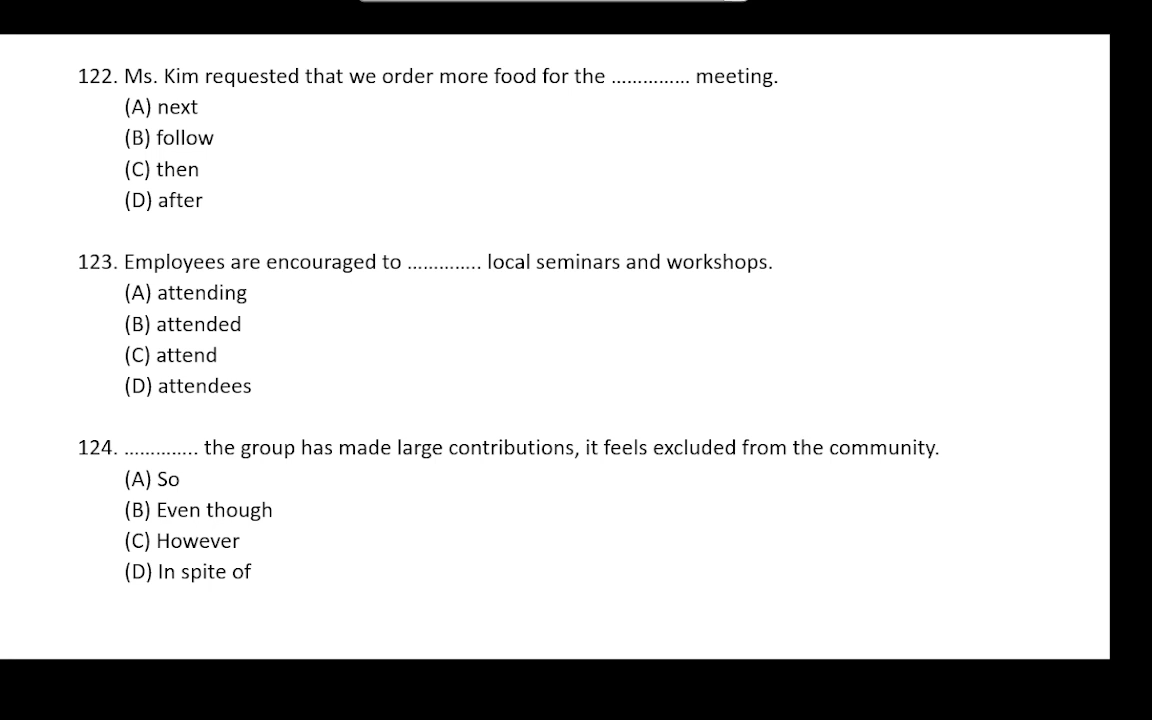 122. Ms. Kim requested that we order more food for the ............... meeting.
(A) next
(B) follow
(C) then
(D) after
123. Employees are encouraged to .............. local seminars and workshops.
(A) attending
(B) attended
(C) attend
(D) attendees
124. .............. the group has made large contributions, it feels excluded from the community.
(A) So
(B) Even though
(C) However
(D) In spite of